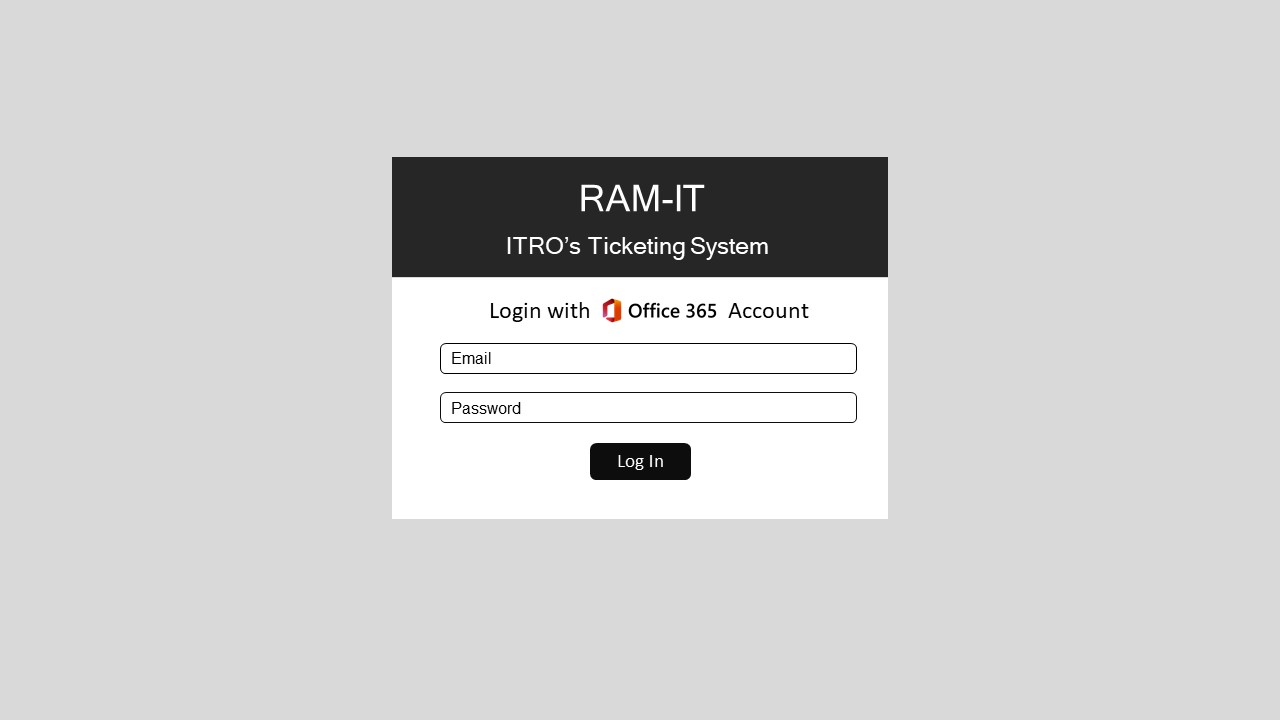 RAM-IT
ITRO’s Ticketing System
Login with Office 365 Account
Email
Password
Log In